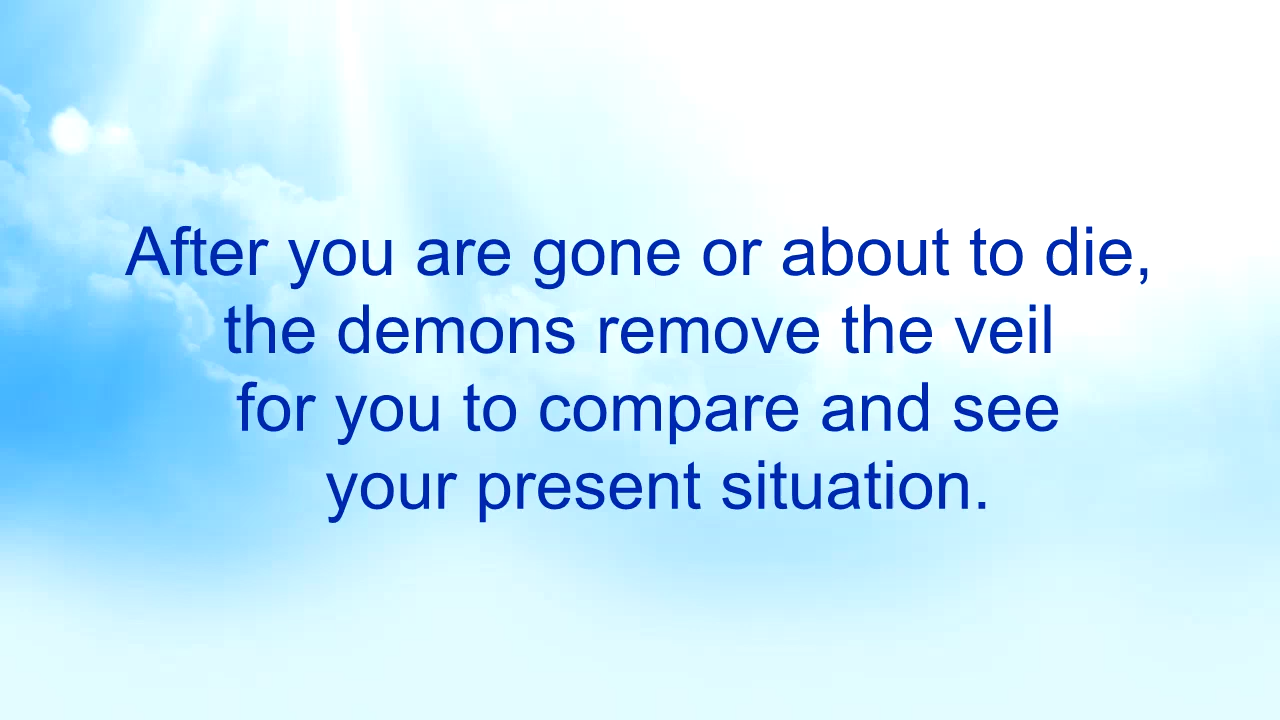 After you are gone or about to die,
the demons remove the veil
for you to compare and see
your present situation.